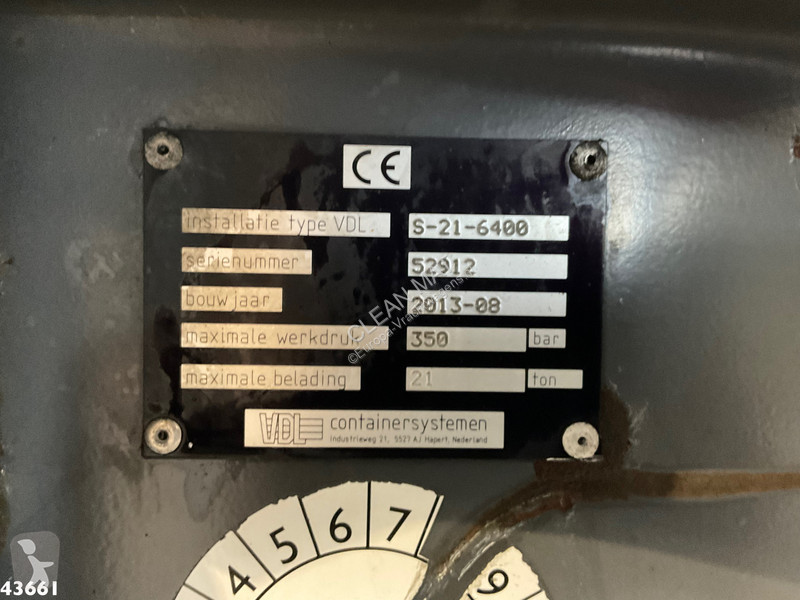 CE
installatie type VDL S-21-6400
serienummer 52912
bouwjaar 2013-08
maximale werkdruk 350 bar
maximale belading 21 ton
VDL containersystemen
Industrieweg 21, 5527 AJ Hapert, Nederland
4 5 6 7 9
43661